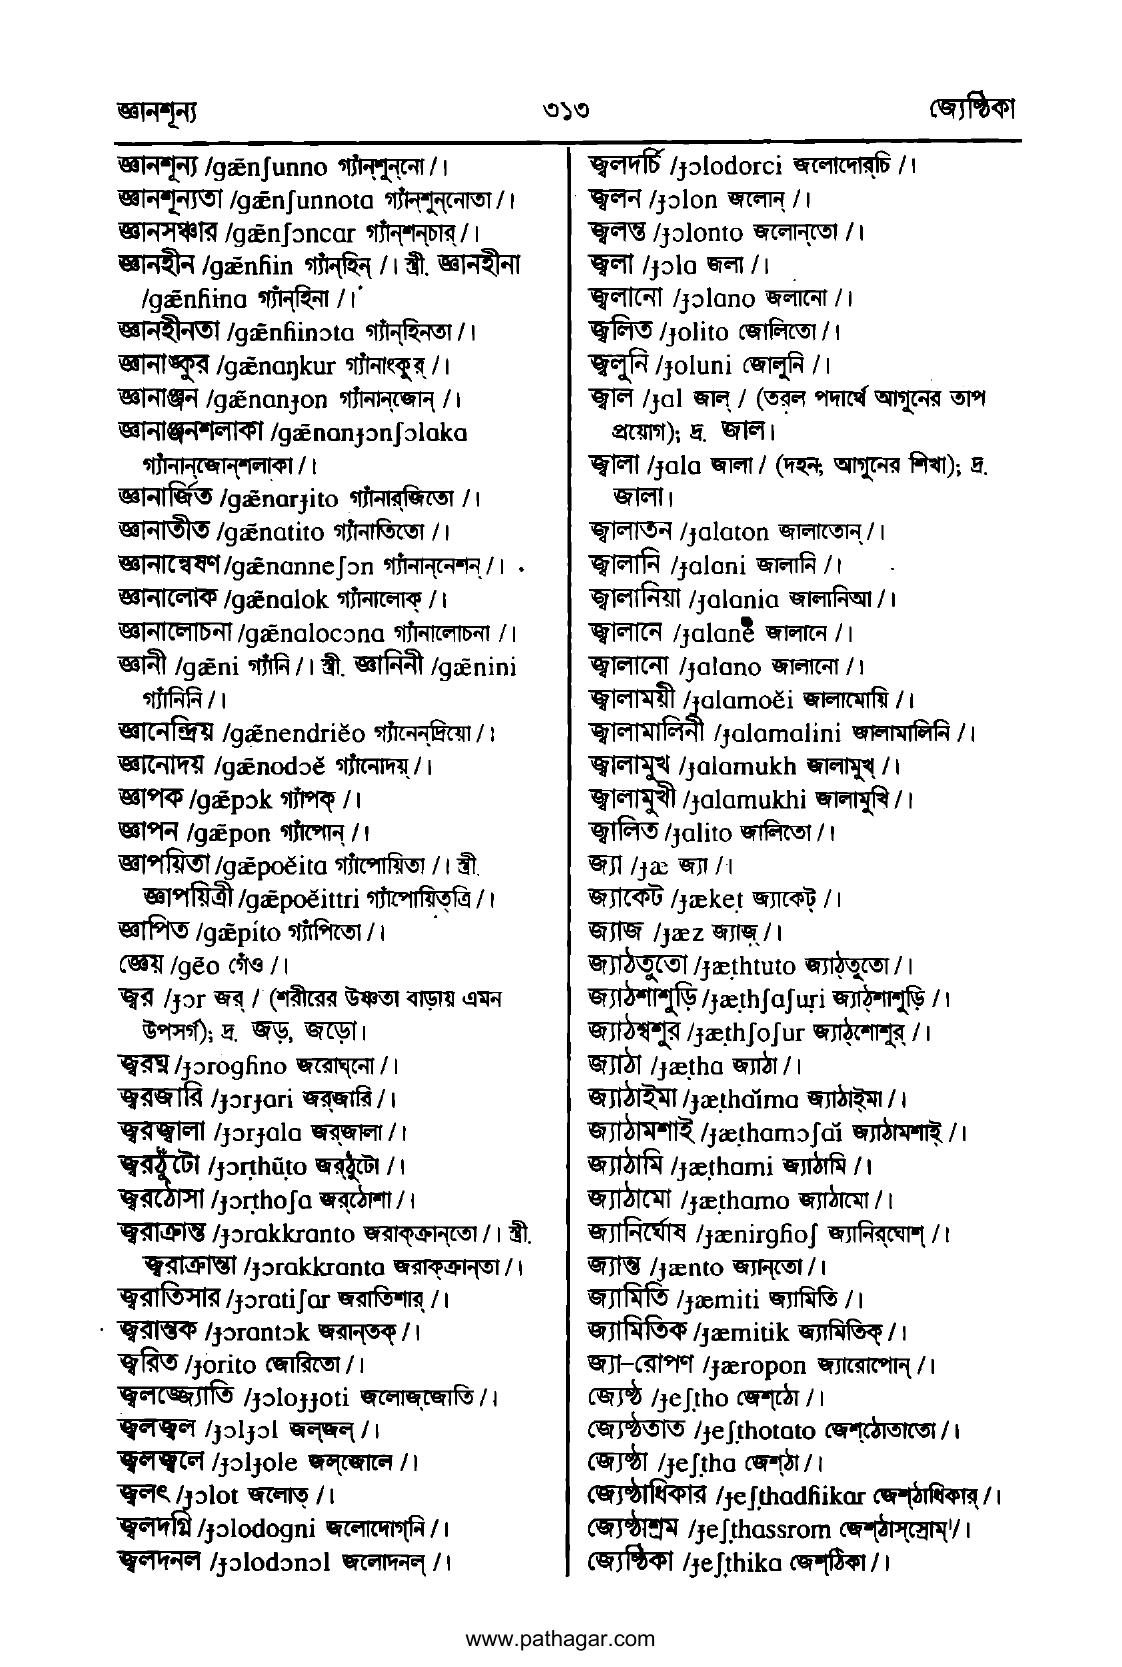 জ্ঞানশূন্য ৩১৩ জ্যেষ্ঠিকা
জ্ঞানশূন্য /gæ̃nʃunno গ্যাঁন্‌শুন্‌নো /।
জ্ঞানশূন্যতা /gæ̃nʃunnota গ্যাঁন্‌শুন্‌নোতা /।
জ্ঞানসঞ্চার /gæ̃nʃɔncar গ্যাঁন্‌শন্‌চার্ /।
জ্ঞানহীন /gæ̃nɦin গ্যাঁন্‌হিন্ /। স্ত্রী. জ্ঞানহীনা
/gæ̃nɦina গ্যাঁন্‌হিনা /।
জ্ঞানহীনতা /gæ̃nɦinɔta গ্যাঁন্‌হিনতা /।
জ্ঞানাঙ্কুর /gæ̃naŋkur গ্যাঁনাংকুর্ /।
জ্ঞানাঞ্জন /gæ̃nanɟon গ্যাঁনান্‌জোন্ /।
জ্ঞানাঞ্জনশলাকা /gæ̃nanɟɔnʃɔlaka
গ্যাঁনান্‌জোন্‌শলাকা /।
জ্ঞানার্জিত /gæ̃narɟito গ্যাঁনার্‌জিতো /।
জ্ঞানাতীত /gæ̃natito গ্যাঁনাতিতো /।
জ্ঞানান্বেষণ /gæ̃nanneʃɔn গ্যাঁনান্‌নেশন্ /।
জ্ঞানালোক /gæ̃nalok গ্যাঁনালোক্ /।
জ্ঞানালোচনা /gæ̃nalocɔna গ্যাঁনালোচনা /।
জ্ঞানী /gæ̃ni গ্যাঁনি /। স্ত্রী. জ্ঞানিনী /gæ̃nini
গ্যাঁনিনি /।
জ্ঞানেন্দ্রিয় /gæ̃nendriĕo গ্যাঁনেন্‌দ্রিয়ো /।
জ্ঞানোদয় /gæ̃nodɔĕ গ্যাঁনোদয়্ /।
জ্ঞাপক /gæ̃pɔk গ্যাঁপক্ /।
জ্ঞাপন /gæ̃pon গ্যাঁপোন্ /।
জ্ঞাপয়িতা /gæ̃poĕita গ্যাঁপোয়িতা /। স্ত্রী.
জ্ঞাপয়িত্রী /gæ̃poĕittri গ্যাঁপোয়িত্‌ত্রি /।
জ্ঞাপিত /gæ̃pito গ্যাঁপিতো /।
জ্ঞেয় /gẽo গেঁও /।
জ্বর /ɟɔr জর্ / (শরীরের উষ্ণতা বাড়ায় এমন
উপসর্গ); দ্র. জড়, জড়ো।
জ্বরঘ্ন /ɟɔrogɦno জরোঘ্‌নো /।
জ্বরজারি /ɟɔrɟari জর্‌জারি /।
জ্বরজ্বালা /ɟɔrɟala জর্‌জালা /।
জ্বরঠুঁটো /ɟɔrṭhũṭo জর্‌ঠুঁটো /।
জ্বরঠোসা /ɟɔrṭhoʃa জর্‌ঠোশা /।
জ্বরাক্রান্ত /ɟɔrakkranto জরাক্‌ক্রান্‌তো /। স্ত্রী.
জ্বরাক্রান্তা /ɟɔrakkranta জরাক্‌ক্রান্‌তা /।
জ্বরাতিসার /ɟɔratiʃar জরাতিশার্ /।
জ্বরান্তক /ɟɔrantɔk জরান্‌তক্ /।
জ্বরিত /ɟorito জোরিতো /।
জ্বলজ্জ্যোতি /ɟɔloɟɟoti জলোজ্‌জোতি /।
জ্বলজ্বল /ɟɔlɟɔl জল্‌জল্ /।
জ্বলজ্বলে /ɟɔlɟole জল্‌জোলে /।
জ্বলৎ /ɟɔlot জলোত্ /।
জ্বলদগ্নি /ɟɔlodogni জলোদোগ্‌নি /।
জ্বলদনল /ɟɔlodɔnɔl জলোদনল্ /।
জ্বলদর্চি /ɟɔlodorci জলোদোর্‌চি /।
জ্বলন /ɟɔlon জলোন্ /।
জ্বলন্ত /ɟɔlonto জলোন্‌তো /।
জ্বলা /ɟɔla জলা /।
জ্বলানো /ɟɔlano জলানো /।
জ্বলিত /ɟolito জোলিতো /।
জ্বলুনি /ɟoluni জোলুনি /।
জ্বাল /ɟal জাল্ / (তরল পদার্থে আগুনের তাপ
প্রয়োগ); দ্র. জাল।
জ্বালা /ɟala জালা / (দহন; আগুনের শিখা); দ্র.
জালা।
জ্বালাতন /ɟalaton জালাতোন্ /।
জ্বালানি /ɟalani জালানি /।
জ্বালানিয়া /ɟalania জালানিআ /।
জ্বালানে /ɟalane জালানে /।
জ্বালানো /ɟalano জালানো /।
জ্বালাময়ী /ɟalamoĕi জালামোয়ি /।
জ্বালামালিনী /ɟalamalini জালামালিনি /।
জ্বালামুখ /ɟalamukh জালামুখ্ /।
জ্বালামুখী /ɟalamukhi জালামুখি /।
জ্বালিত /ɟalito জালিতো /।
জ্যা /ɟæ জ্যা /।
জ্যাকেট /ɟækeṭ জ্যাকেট্ /।
জ্যাজ /ɟæz জ্যাজ্ /।
জ্যাঠতুতো /ɟæṭhtuto জ্যাঠ্‌তুতো /।
জ্যাঠশাশুড়ি /ɟæṭhʃaʃuṛi জ্যাঠ্‌শাশুড়ি /।
জ্যাঠশ্বশুর /ɟæṭhʃoʃur জ্যাঠ্‌শোশুর্ /।
জ্যাঠা /ɟæṭha জ্যাঠা /।
জ্যাঠাইমা /ɟæṭhaĭma জ্যাঠাই্‌মা /।
জ্যাঠামশাই /ɟæṭhamɔʃaĭ জ্যাঠামশাই্ /।
জ্যাঠামি /ɟæṭhami জ্যাঠামি /।
জ্যাঠামো /ɟæṭhamo জ্যাঠামো /।
জ্যানির্ঘোষ /ɟænirgɦoʃ জ্যানির্‌ঘোশ্ /।
জ্যান্ত /ɟænto জ্যান্‌তো /।
জ্যামিতি /ɟæmiti জ্যামিতি /।
জ্যামিতিক /ɟæmitik জ্যামিতিক্ /।
জ্যা-রোপণ /ɟæropon জ্যারোপোন্ /।
জ্যেষ্ঠ /ɟeʃṭho জেশ্‌ঠো /।
জ্যেষ্ঠতাত /ɟeʃṭhotato জেশ্‌ঠোতাতো /।
জ্যেষ্ঠা /ɟeʃṭha জেশ্‌ঠা /।
জ্যেষ্ঠাধিকার /ɟeʃṭhadɦikar জেশ্‌ঠাধিকার্ /।
জ্যেষ্ঠাশ্রম /ɟeʃṭhassrom জেশ্‌ঠাস্‌স্রোম্ /।
জ্যেষ্ঠিকা /ɟeʃṭhika জেশ্‌ঠিকা /।
www.pathagar.com